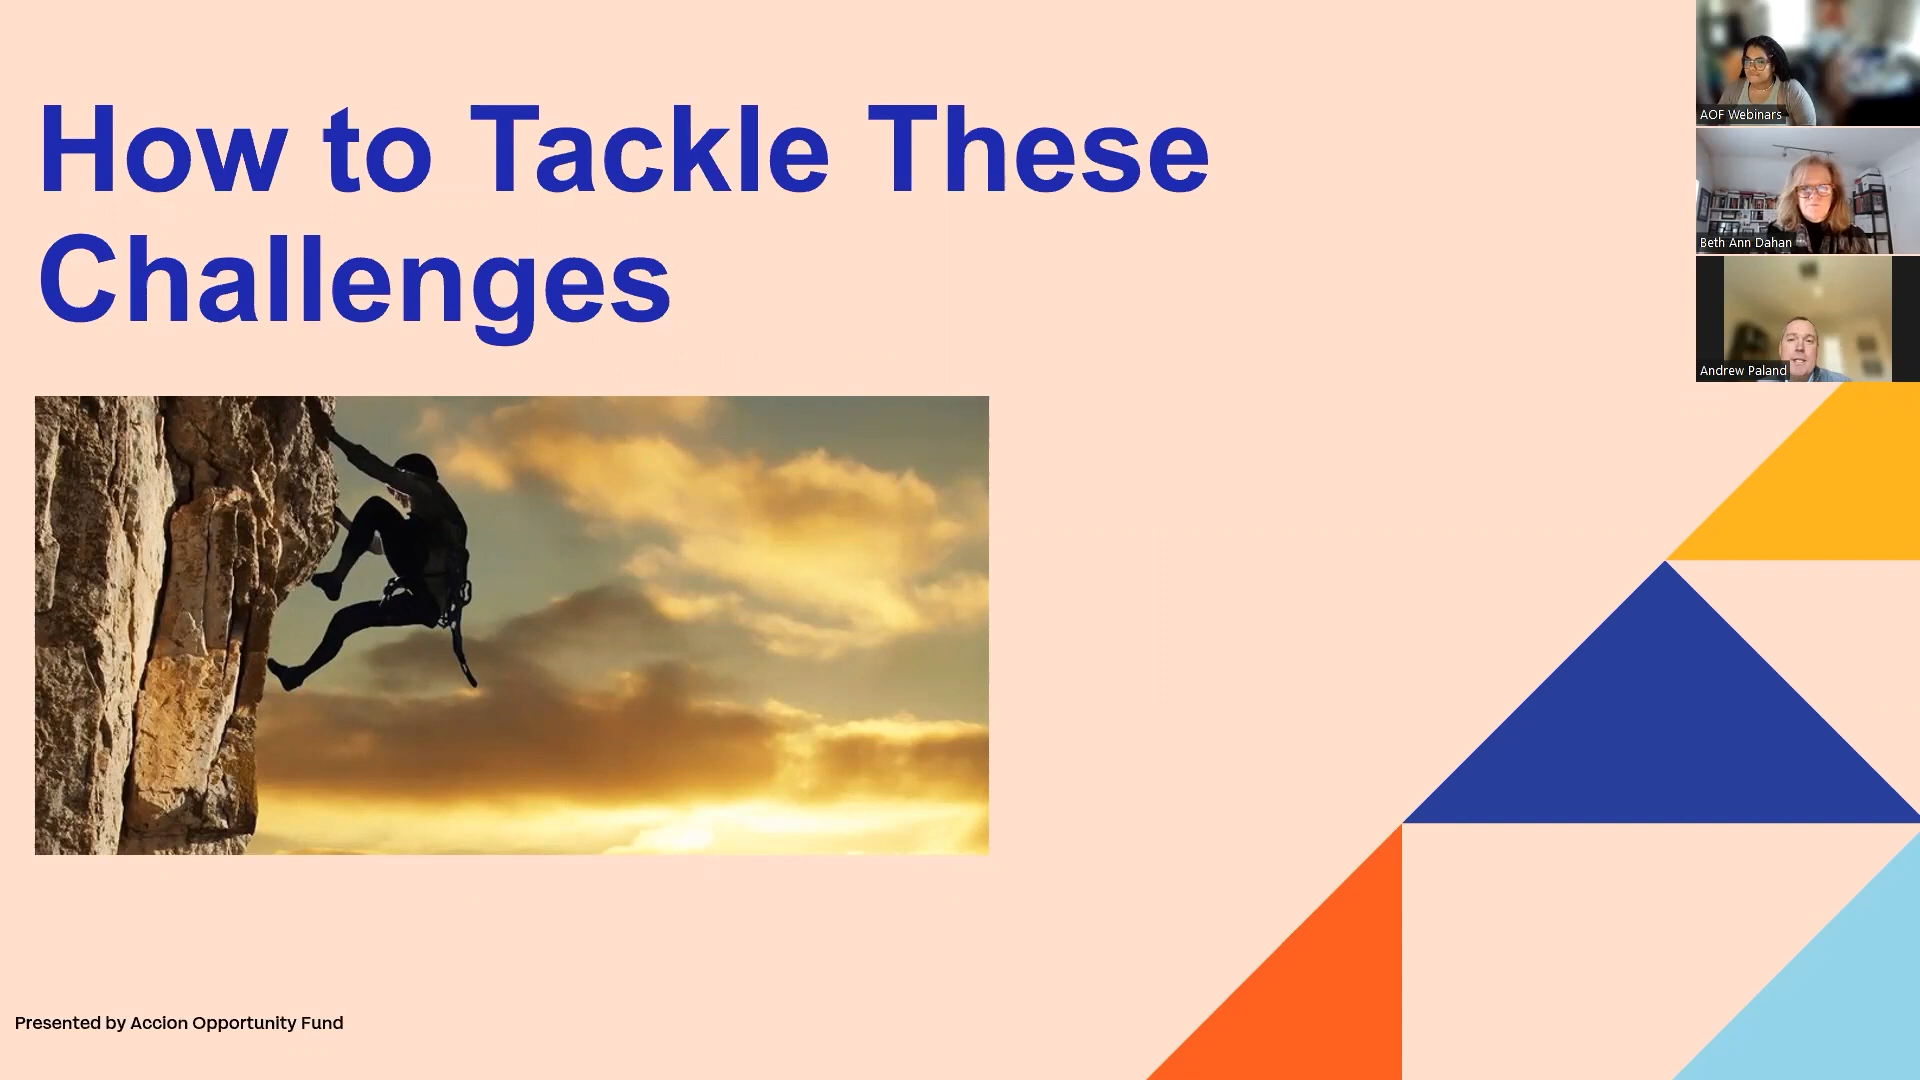 How to Tackle These
Challenges
AOF Webinars
Beth Ann Dahan
Andrew Paland
Presented by Accion Opportunity Fund